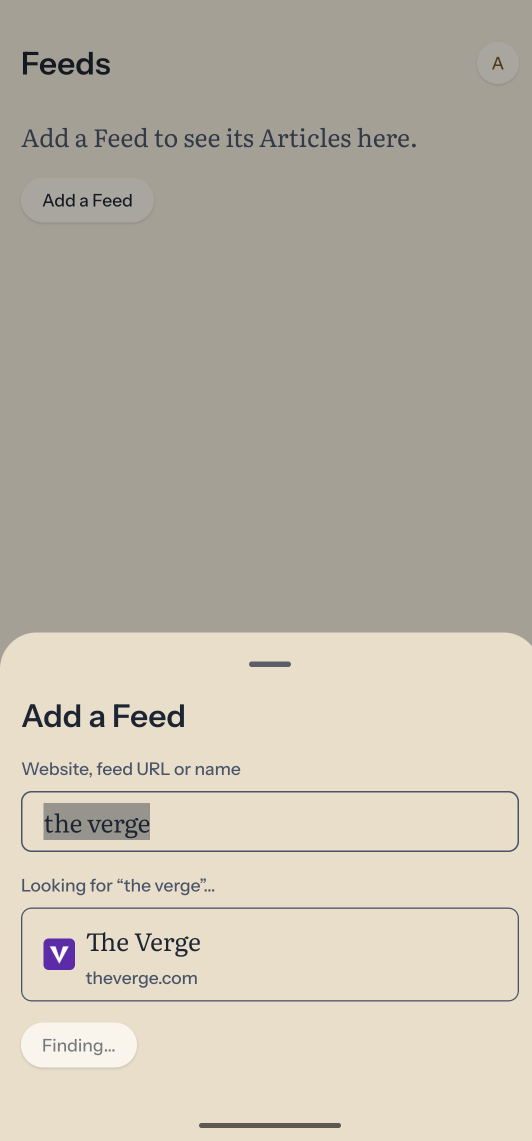 Feeds
A
Add a Feed to see its Articles here.
Add a Feed
Add a Feed
Website, feed URL or name
the verge
Looking for “the verge”...
V
The Verge
theverge.com
Finding...